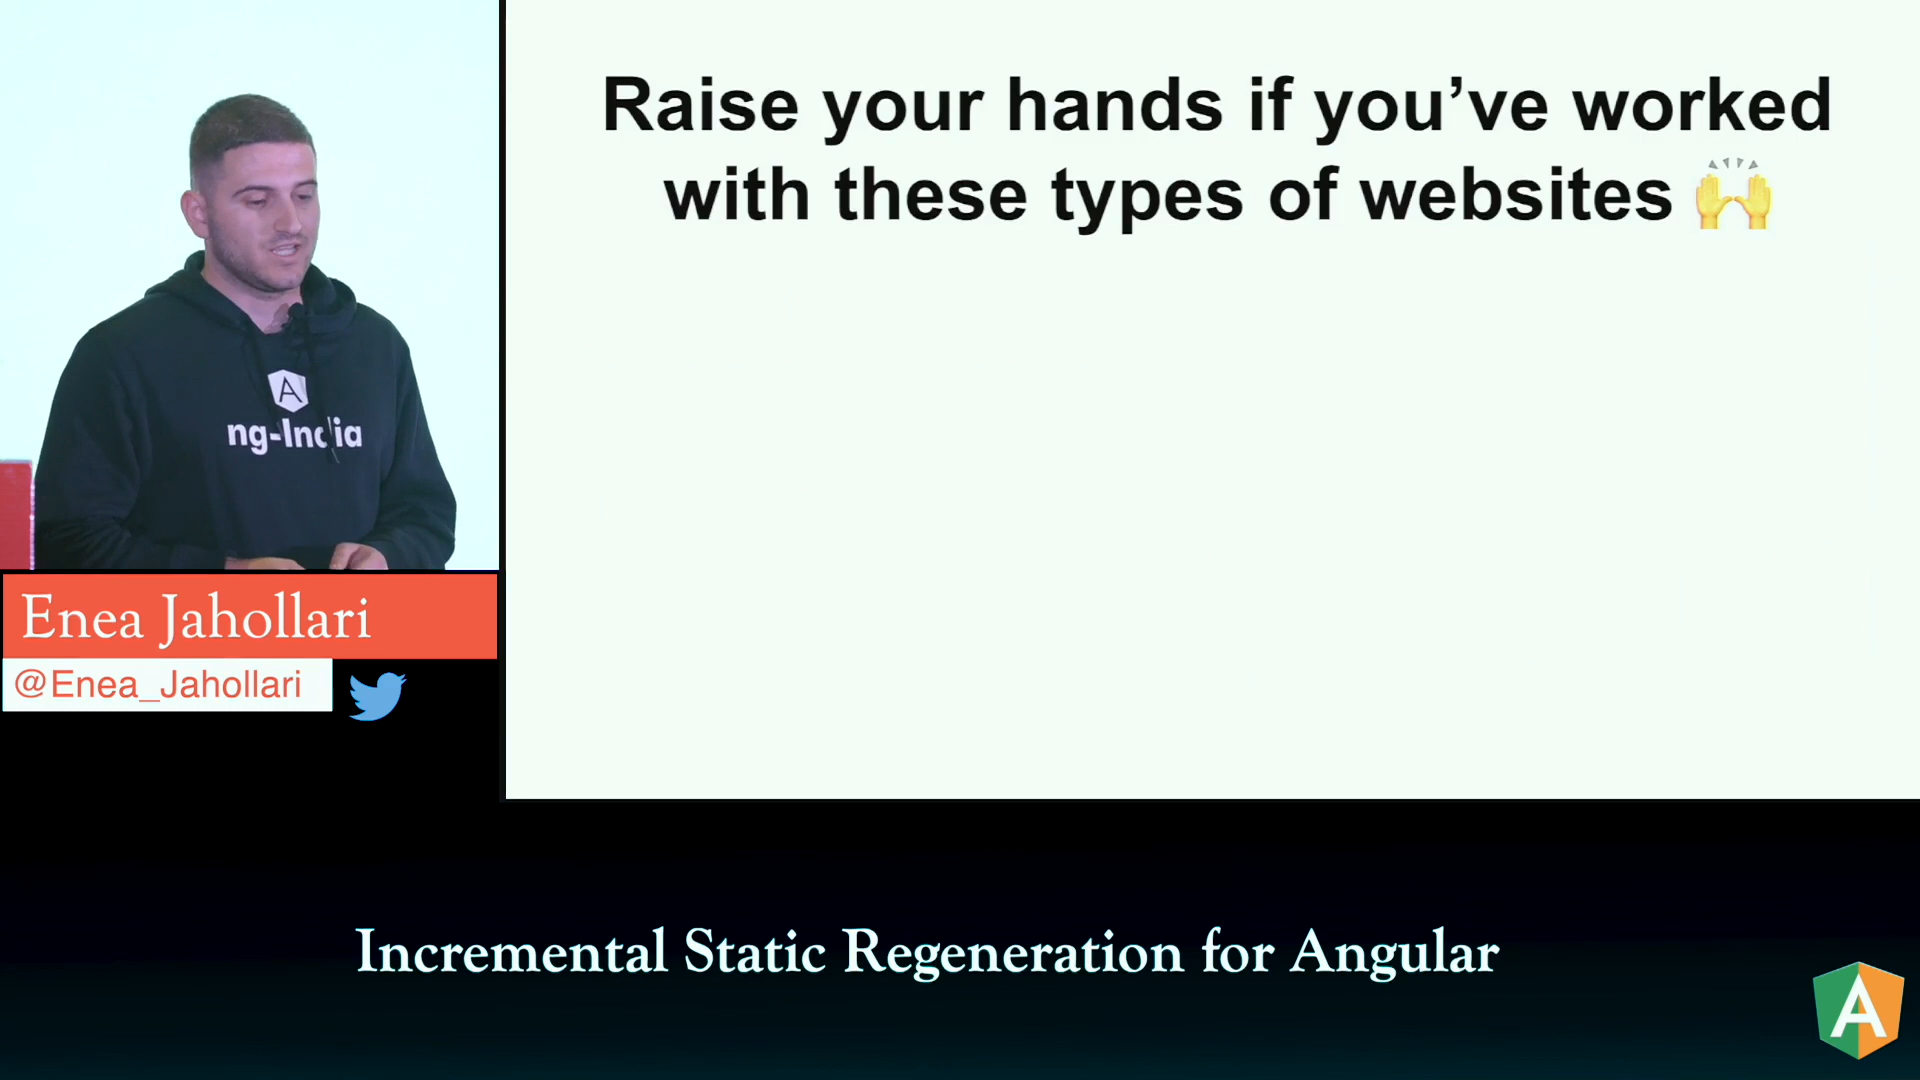 Raise your hands if you’ve worked
with these types of websites 🙌
A
ng-India
Enea Jahollari
@Enea_Jahollari
Incremental Static Regeneration for Angular
A